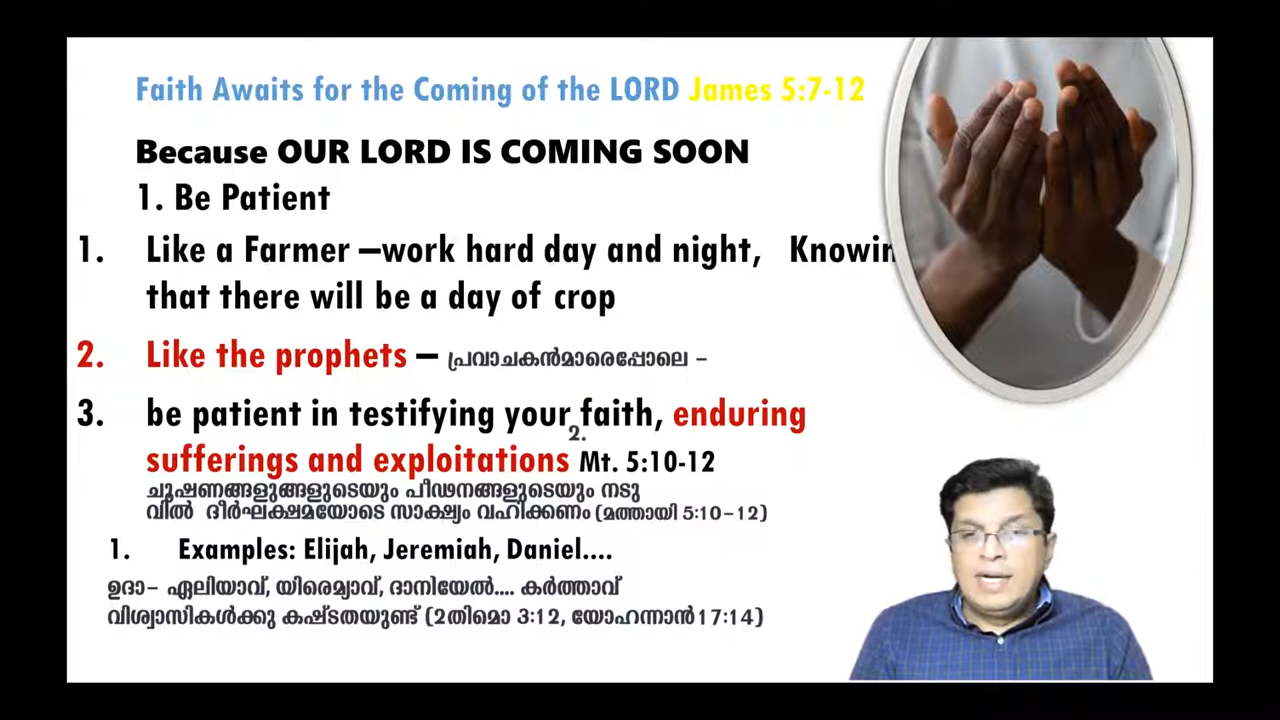 Faith Awaits for the Coming of the LORD James 5:7-12
Because OUR LORD IS COMING SOON
1. Be Patient
1. Like a Farmer –work hard day and night, Knowin
that there will be a day of crop
2. Like the prophets – പ്രവാചകൻമാരെപ്പോലെ –
3. be patient in testifying your faith, enduring
2.
sufferings and exploitations Mt. 5:10-12
ചൂഷണങ്ങളുങ്ങളുടെയും പീഢനങ്ങളുടെയും നടു
വിൽ ദീർഘക്ഷമയോടെ സാക്ഷ്യം വഹിക്കണം (മത്തായി 5:10-12)
1. Examples: Elijah, Jeremiah, Daniel....
ഉദാ- ഏലിയാവ്, യിരെമ്യാവ്, ദാനിയേൽ.... കർത്താവ്
വിശ്വാസികൾക്കു കഷ്ടതയുണ്ട് (2തിമൊ 3:12, യോഹന്നാൻ17:14)